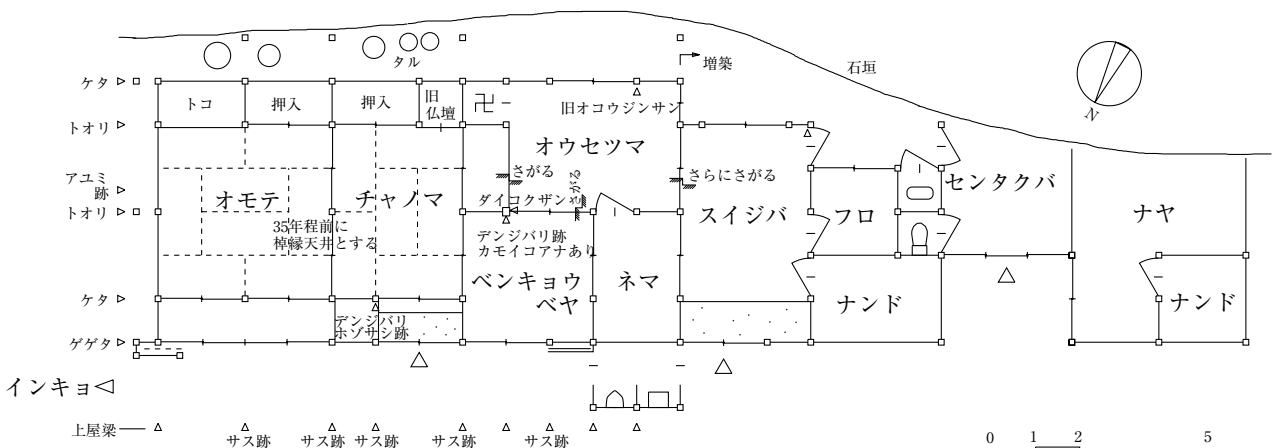 増築
石垣
タル
ケタ
トコ
押入
押入
旧
仏壇
旧オコウジンサン
卍
N
トオリ
オウセツマ
さがる
さがる
さらにさがる
アユミ
跡
オモテ
チャノマ
ダイコクザン
センタクバ
トオリ
スイジバ
フロ
ナヤ
35年程前に
棹縁天井とする
デンジバリ跡
カモイコアナあり
ベンキョウ
ベヤ
ネマ
ナンド
ナンド
ケタ
デンジバリ
ホゾサシ跡
ゲゲタ
インキョ
上屋梁
サス跡
サス跡
サス跡
サス跡
サス跡
0 1 2 5